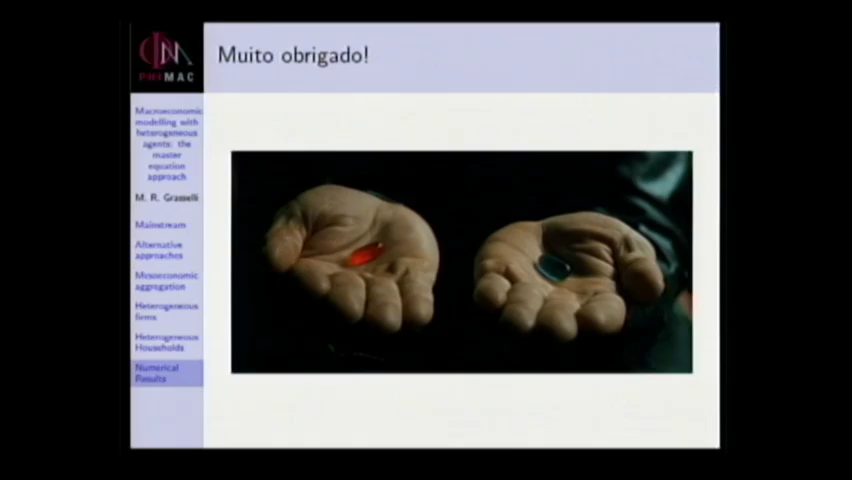 Muito obrigado!
PHIMAC
Macroeconomic
modelling with
heterogeneous
agents: the
master
equation
approach
M. R. Grasselli
Mainstream
Alternative
approaches
Mesoeconomic
aggregation
Heterogeneous
firms
Heterogeneous
Households
Numerical
Results